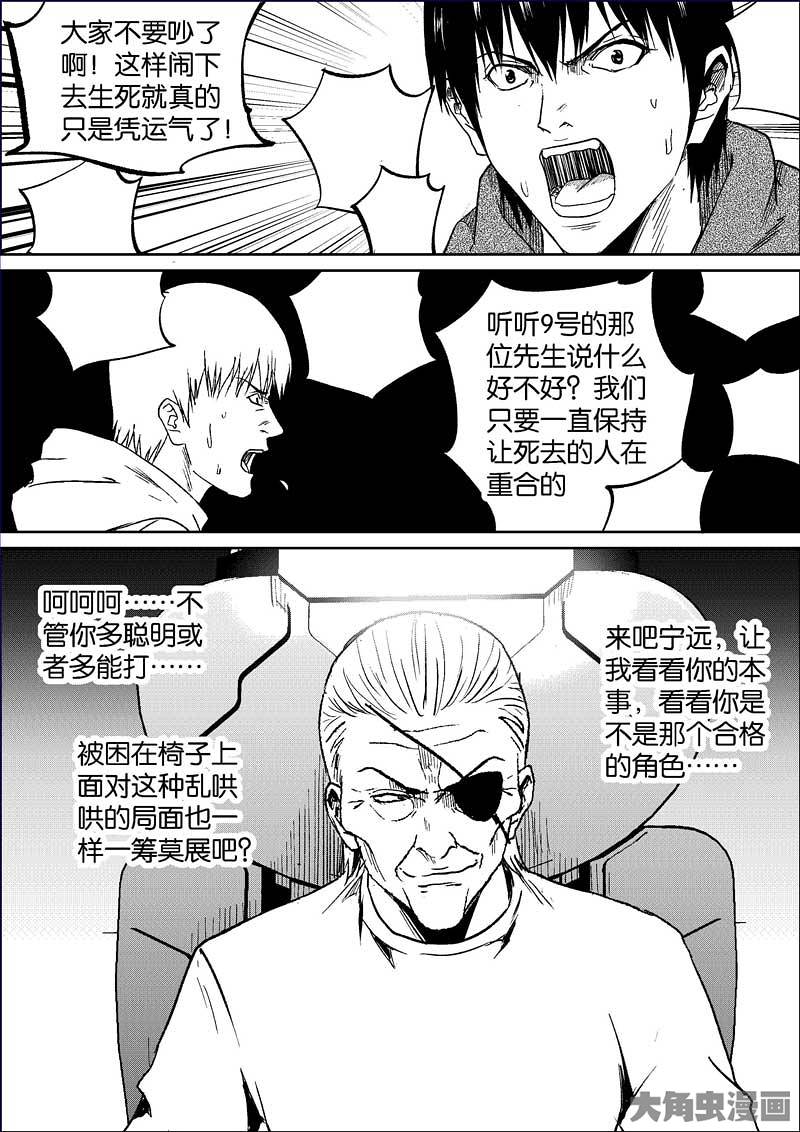 大家不要吵了
啊！这样闹下
去生死就真的
只是凭运气了！
听听9号的那
位先生说什么
好不好？我们
只要一直保持
让死去的人在
重合的
呵呵呵……不
管你多聪明或
者多能打……
被困在椅子上
面对这种乱哄
哄的局面也一
样一筹莫展吧？
来吧宁远，让
我看看你的本
事，看看你是
不是那个合格
的角色……
大角虫漫画